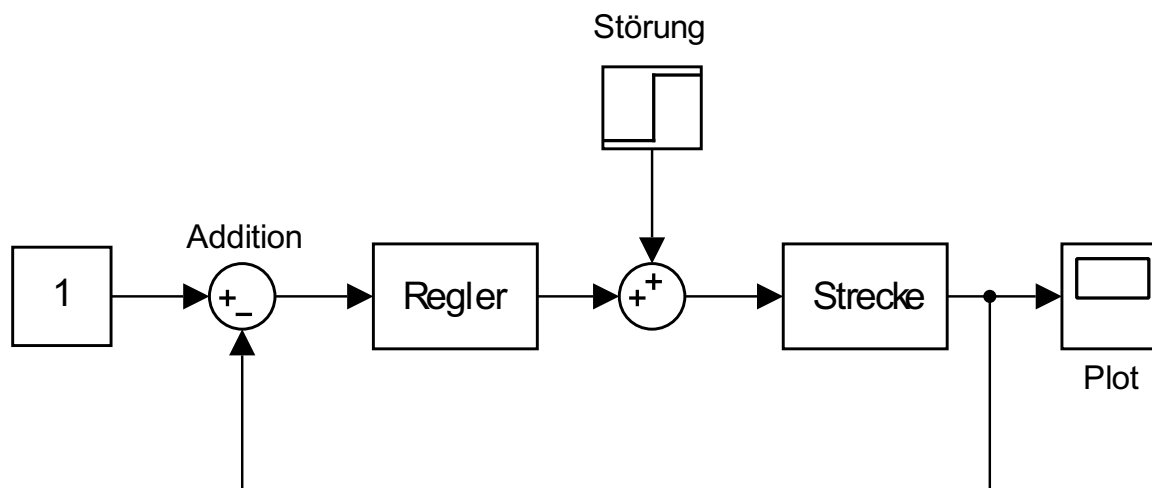 Störung
Addition
1
+
−
Regler
+
+
Strecke
Plot